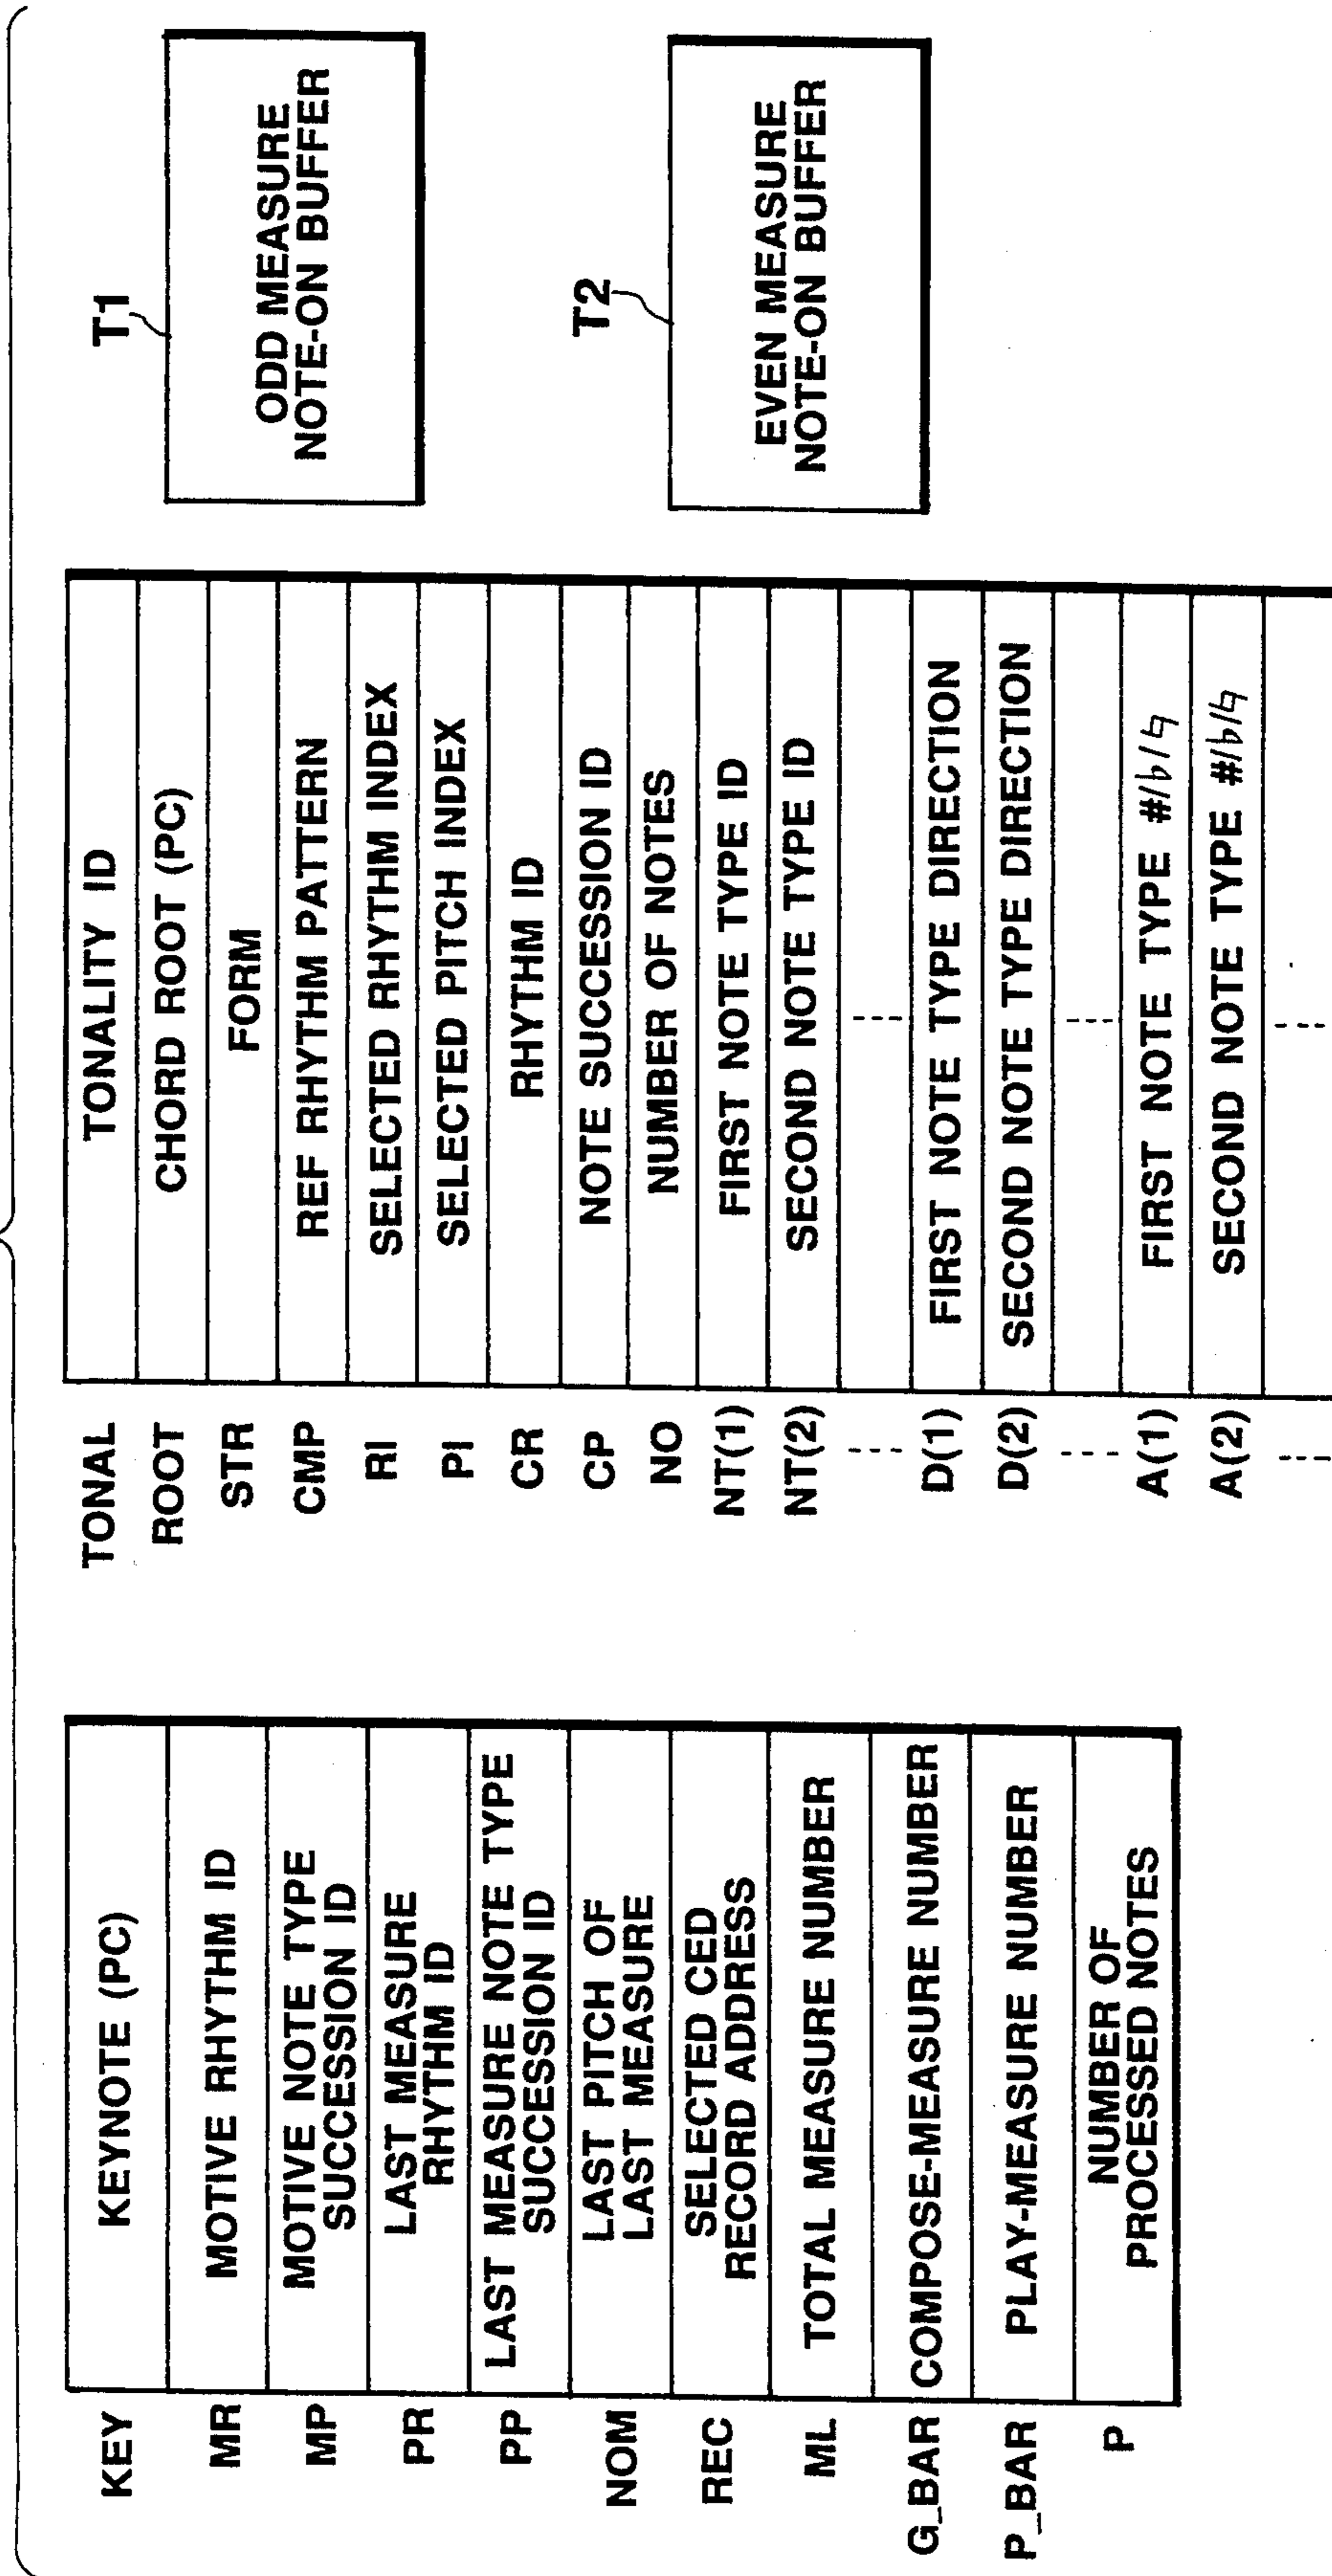 KEY
KEYNOTE (PC)
MR
MOTIVE RHYTHM ID
MP
MOTIVE NOTE TYPE
SUCCESSION ID
PR
LAST MEASURE
RHYTHM ID
PP
LAST MEASURE NOTE TYPE
SUCCESSION ID
NOM
LAST PITCH OF
LAST MEASURE
REC
SELECTED CED
RECORD ADDRESS
ML
TOTAL MEASURE NUMBER
G_BAR
COMPOSE-MEASURE NUMBER
P_BAR
PLAY-MEASURE NUMBER
P
NUMBER OF
PROCESSED NOTES
TONAL
TONALITY ID
ROOT
CHORD ROOT (PC)
STR
FORM
CMP
REF RHYTHM PATTERN
RI
SELECTED RHYTHM INDEX
PI
SELECTED PITCH INDEX
CR
RHYTHM ID
CP
NOTE SUCCESSION ID
NO
NUMBER OF NOTES
NT(1)
FIRST NOTE TYPE ID
NT(2)
SECOND NOTE TYPE ID
D(1)
FIRST NOTE TYPE DIRECTION
D(2)
SECOND NOTE TYPE DIRECTION
A(1)
FIRST NOTE TYPE #/♭/♮
A(2)
SECOND NOTE TYPE #/♭/♮
T1
ODD MEASURE
NOTE-ON BUFFER
T2
EVEN MEASURE
NOTE-ON BUFFER